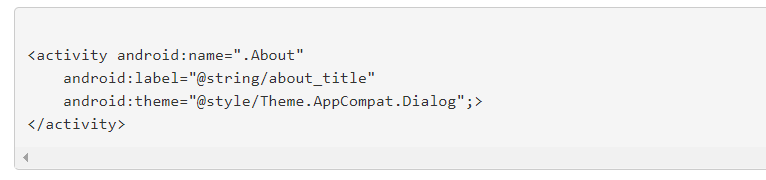 <activity android:name=".About"
    android:label="@string/about_title"
    android:theme="@style/Theme.AppCompat.Dialog";>
</activity>